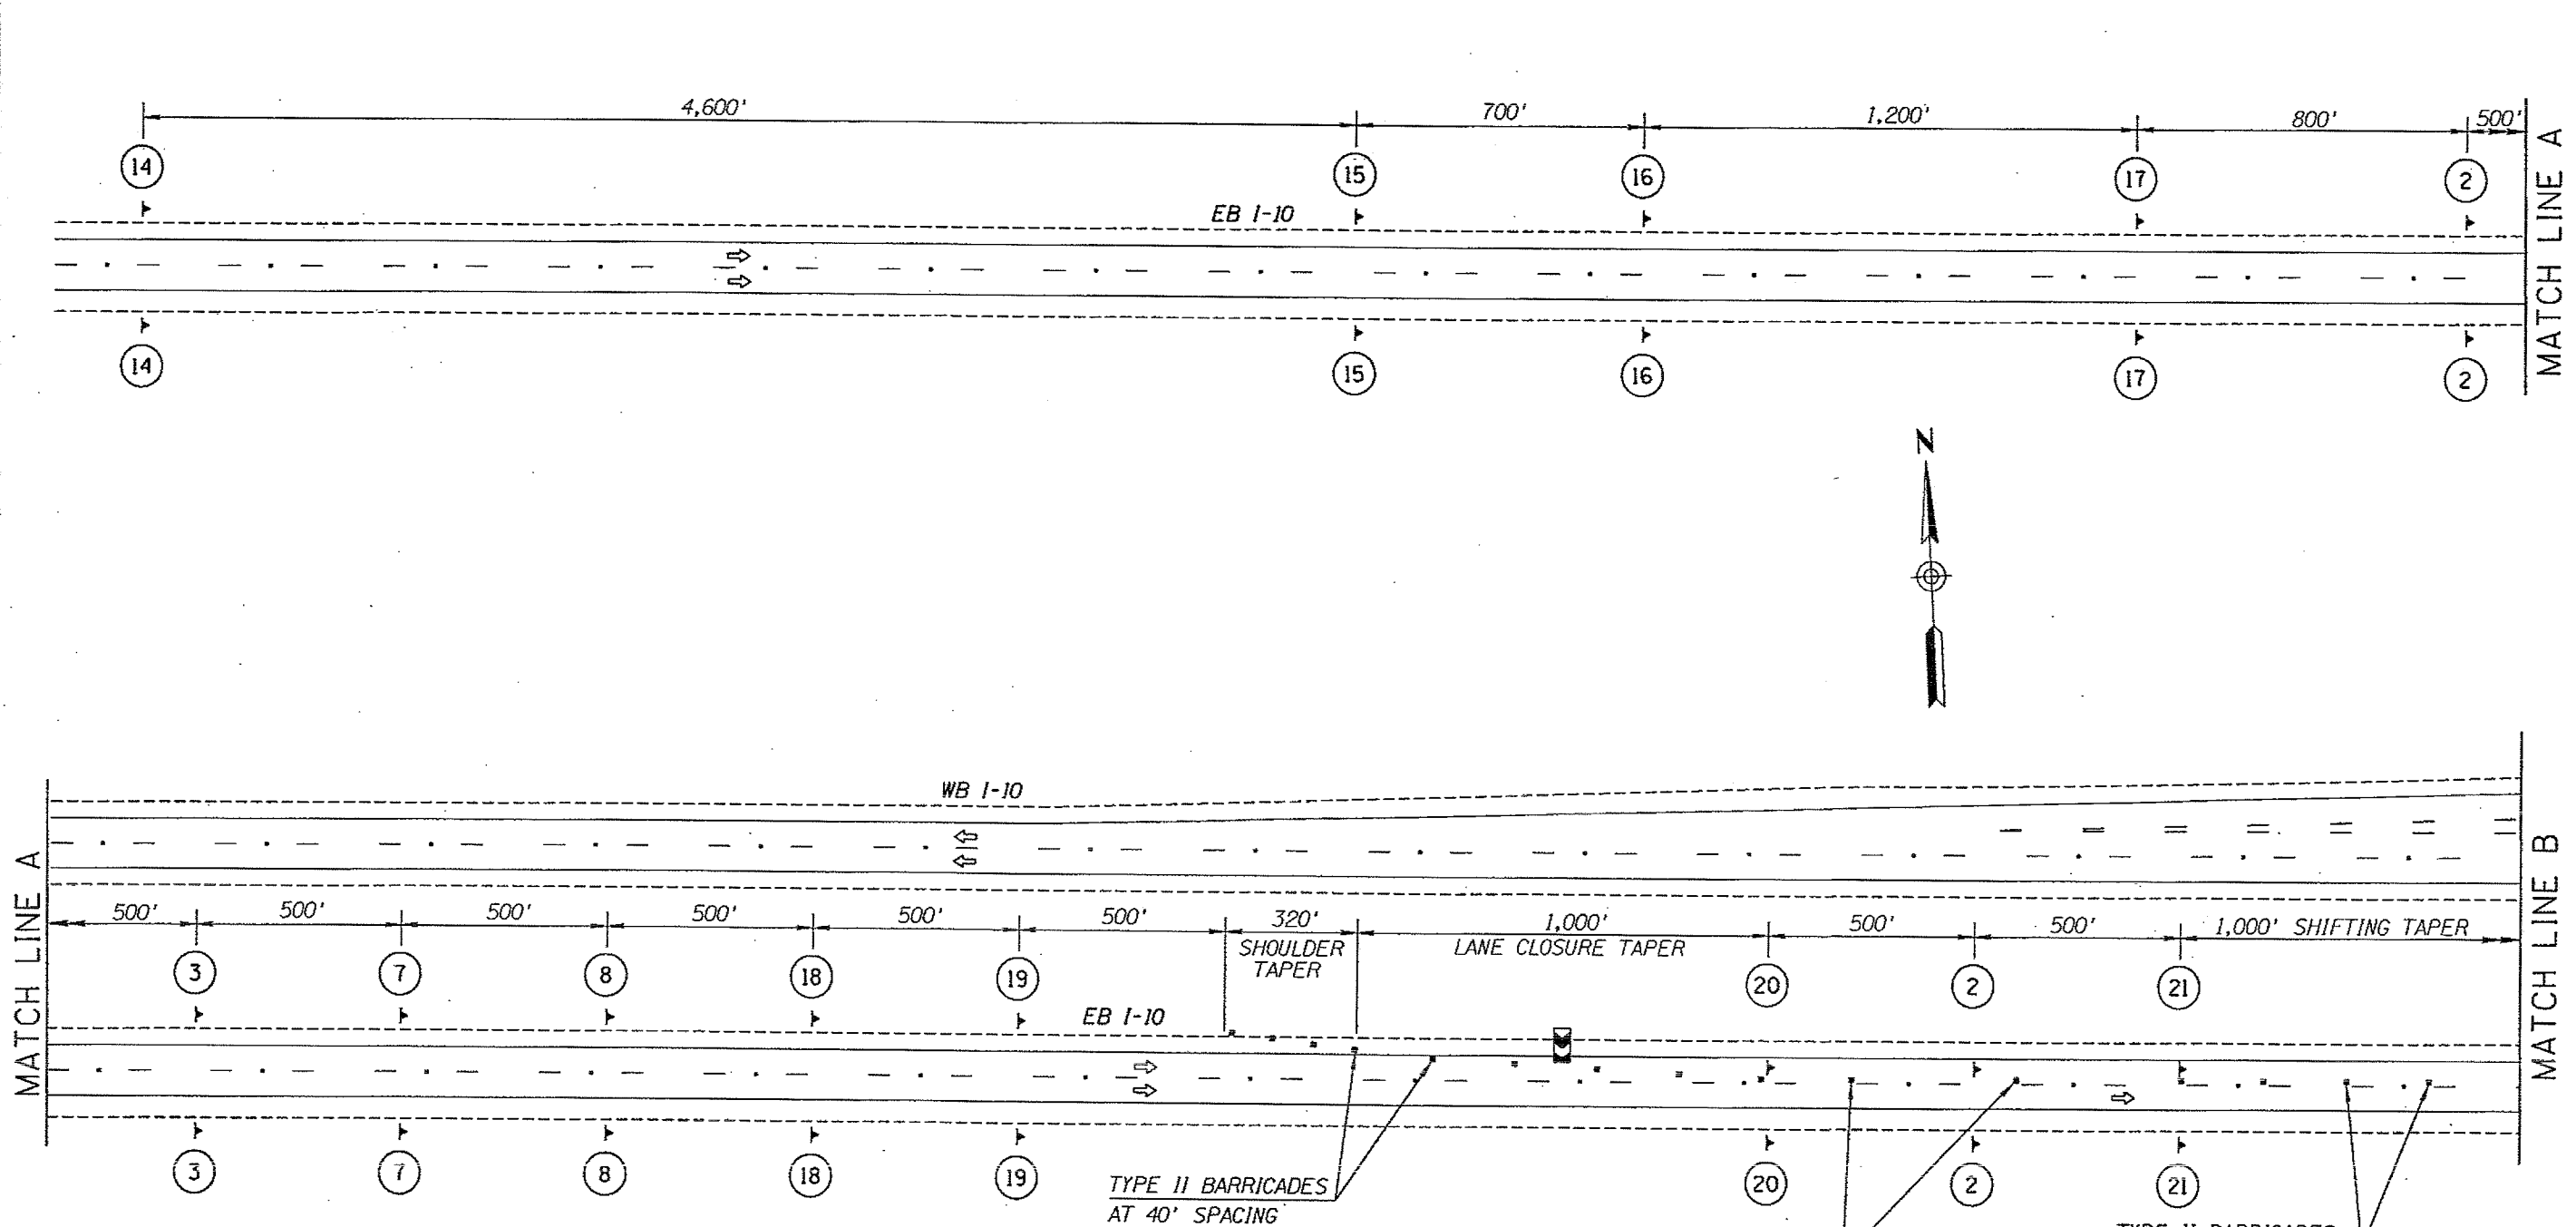 4,600' 700' 1,200' 800' 500'
14 15 16 17 2
EB I-10
14 15 16 17 2
MATCH LINE A
N
WB I-10
MATCH LINE A
500' 500' 500' 500' 500' 500' 320' 1,000' 500' 500' 1,000' SHIFTING TAPER
SHOULDER
TAPER
LANE CLOSURE TAPER
3 7 8 18 19 20 2 21
EB I-10
3 7 8 18 19 20 2 21
MATCH LINE B
TYPE II BARRICADES
AT 40' SPACING
TYPE II BARRICADES